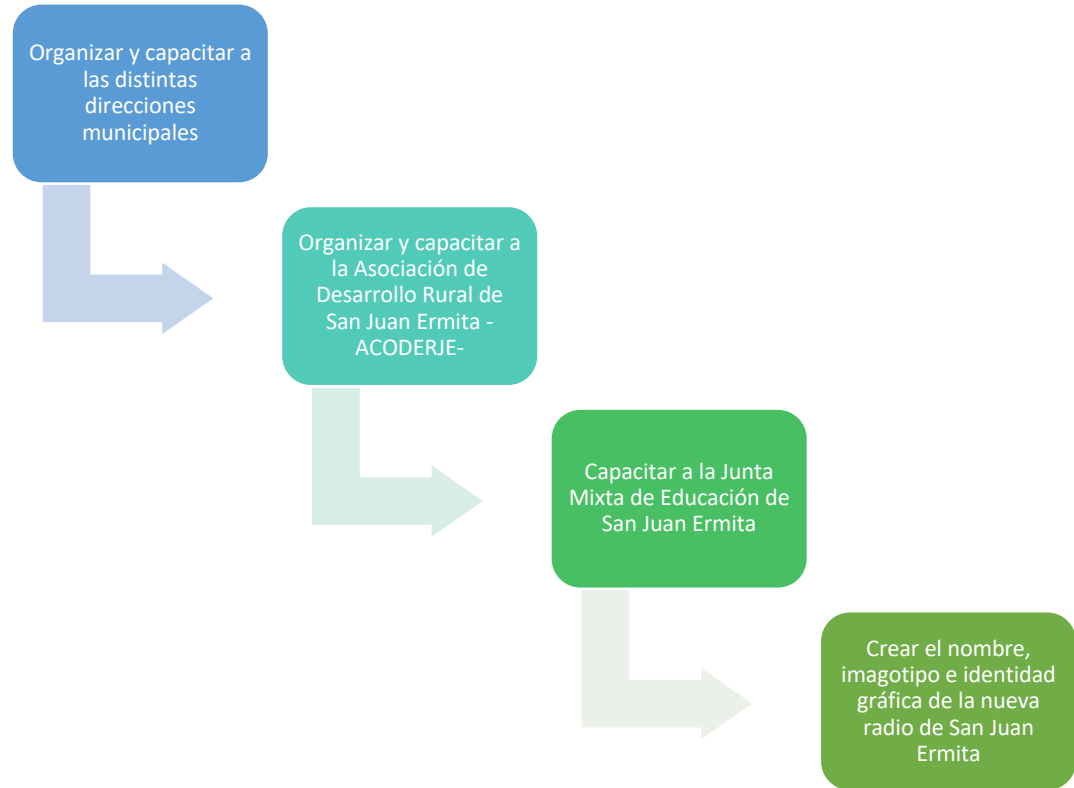 Organizar y capacitar a
las distintas
direcciones
municipales
Organizar y capacitar a
la Asociación de
Desarrollo Rural de
San Juan Ermita -
ACODERJE-
Capacitar a la Junta
Mixta de Educación de
San Juan Ermita
Crear el nombre,
imagotipo e identidad
gráfica de la nueva
radio de San Juan
Ermita